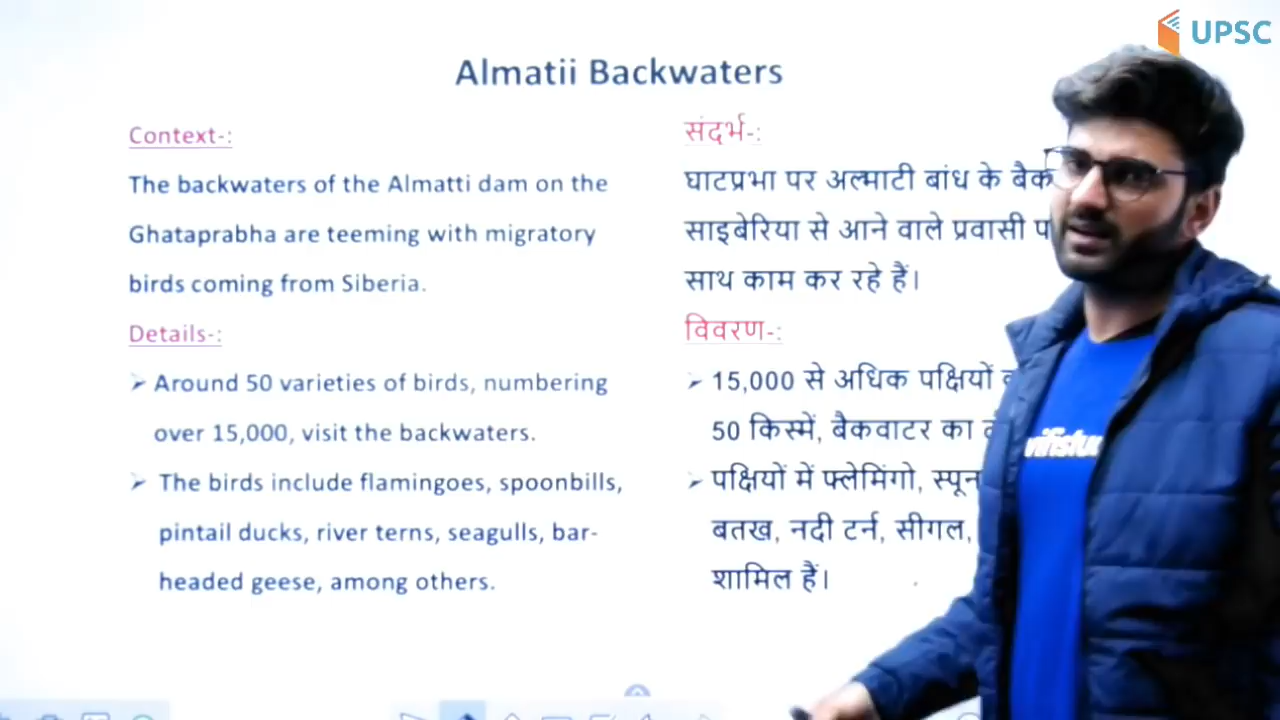 UPSC
Almatii Backwaters
Context-:
The backwaters of the Almatti dam on the
Ghataprabha are teeming with migratory
birds coming from Siberia.
Details-:
➢ Around 50 varieties of birds, numbering
over 15,000, visit the backwaters.
➢ The birds include flamingoes, spoonbills,
pintail ducks, river terns, seagulls, bar-
headed geese, among others.
संदर्भ-:
घाटप्रभा पर अल्माटी बांध के
साइबेरिया से आने वाले प्रवासी
साथ काम कर रहे हैं।
विवरण-:
➢ 15,000 से अधिक पक्षियों
50 किस्में, बैकवाटर का
➢ पक्षियों में फ्लेमिंगो,
बतख, नदी टर्न, सीगल,
शामिल हैं।